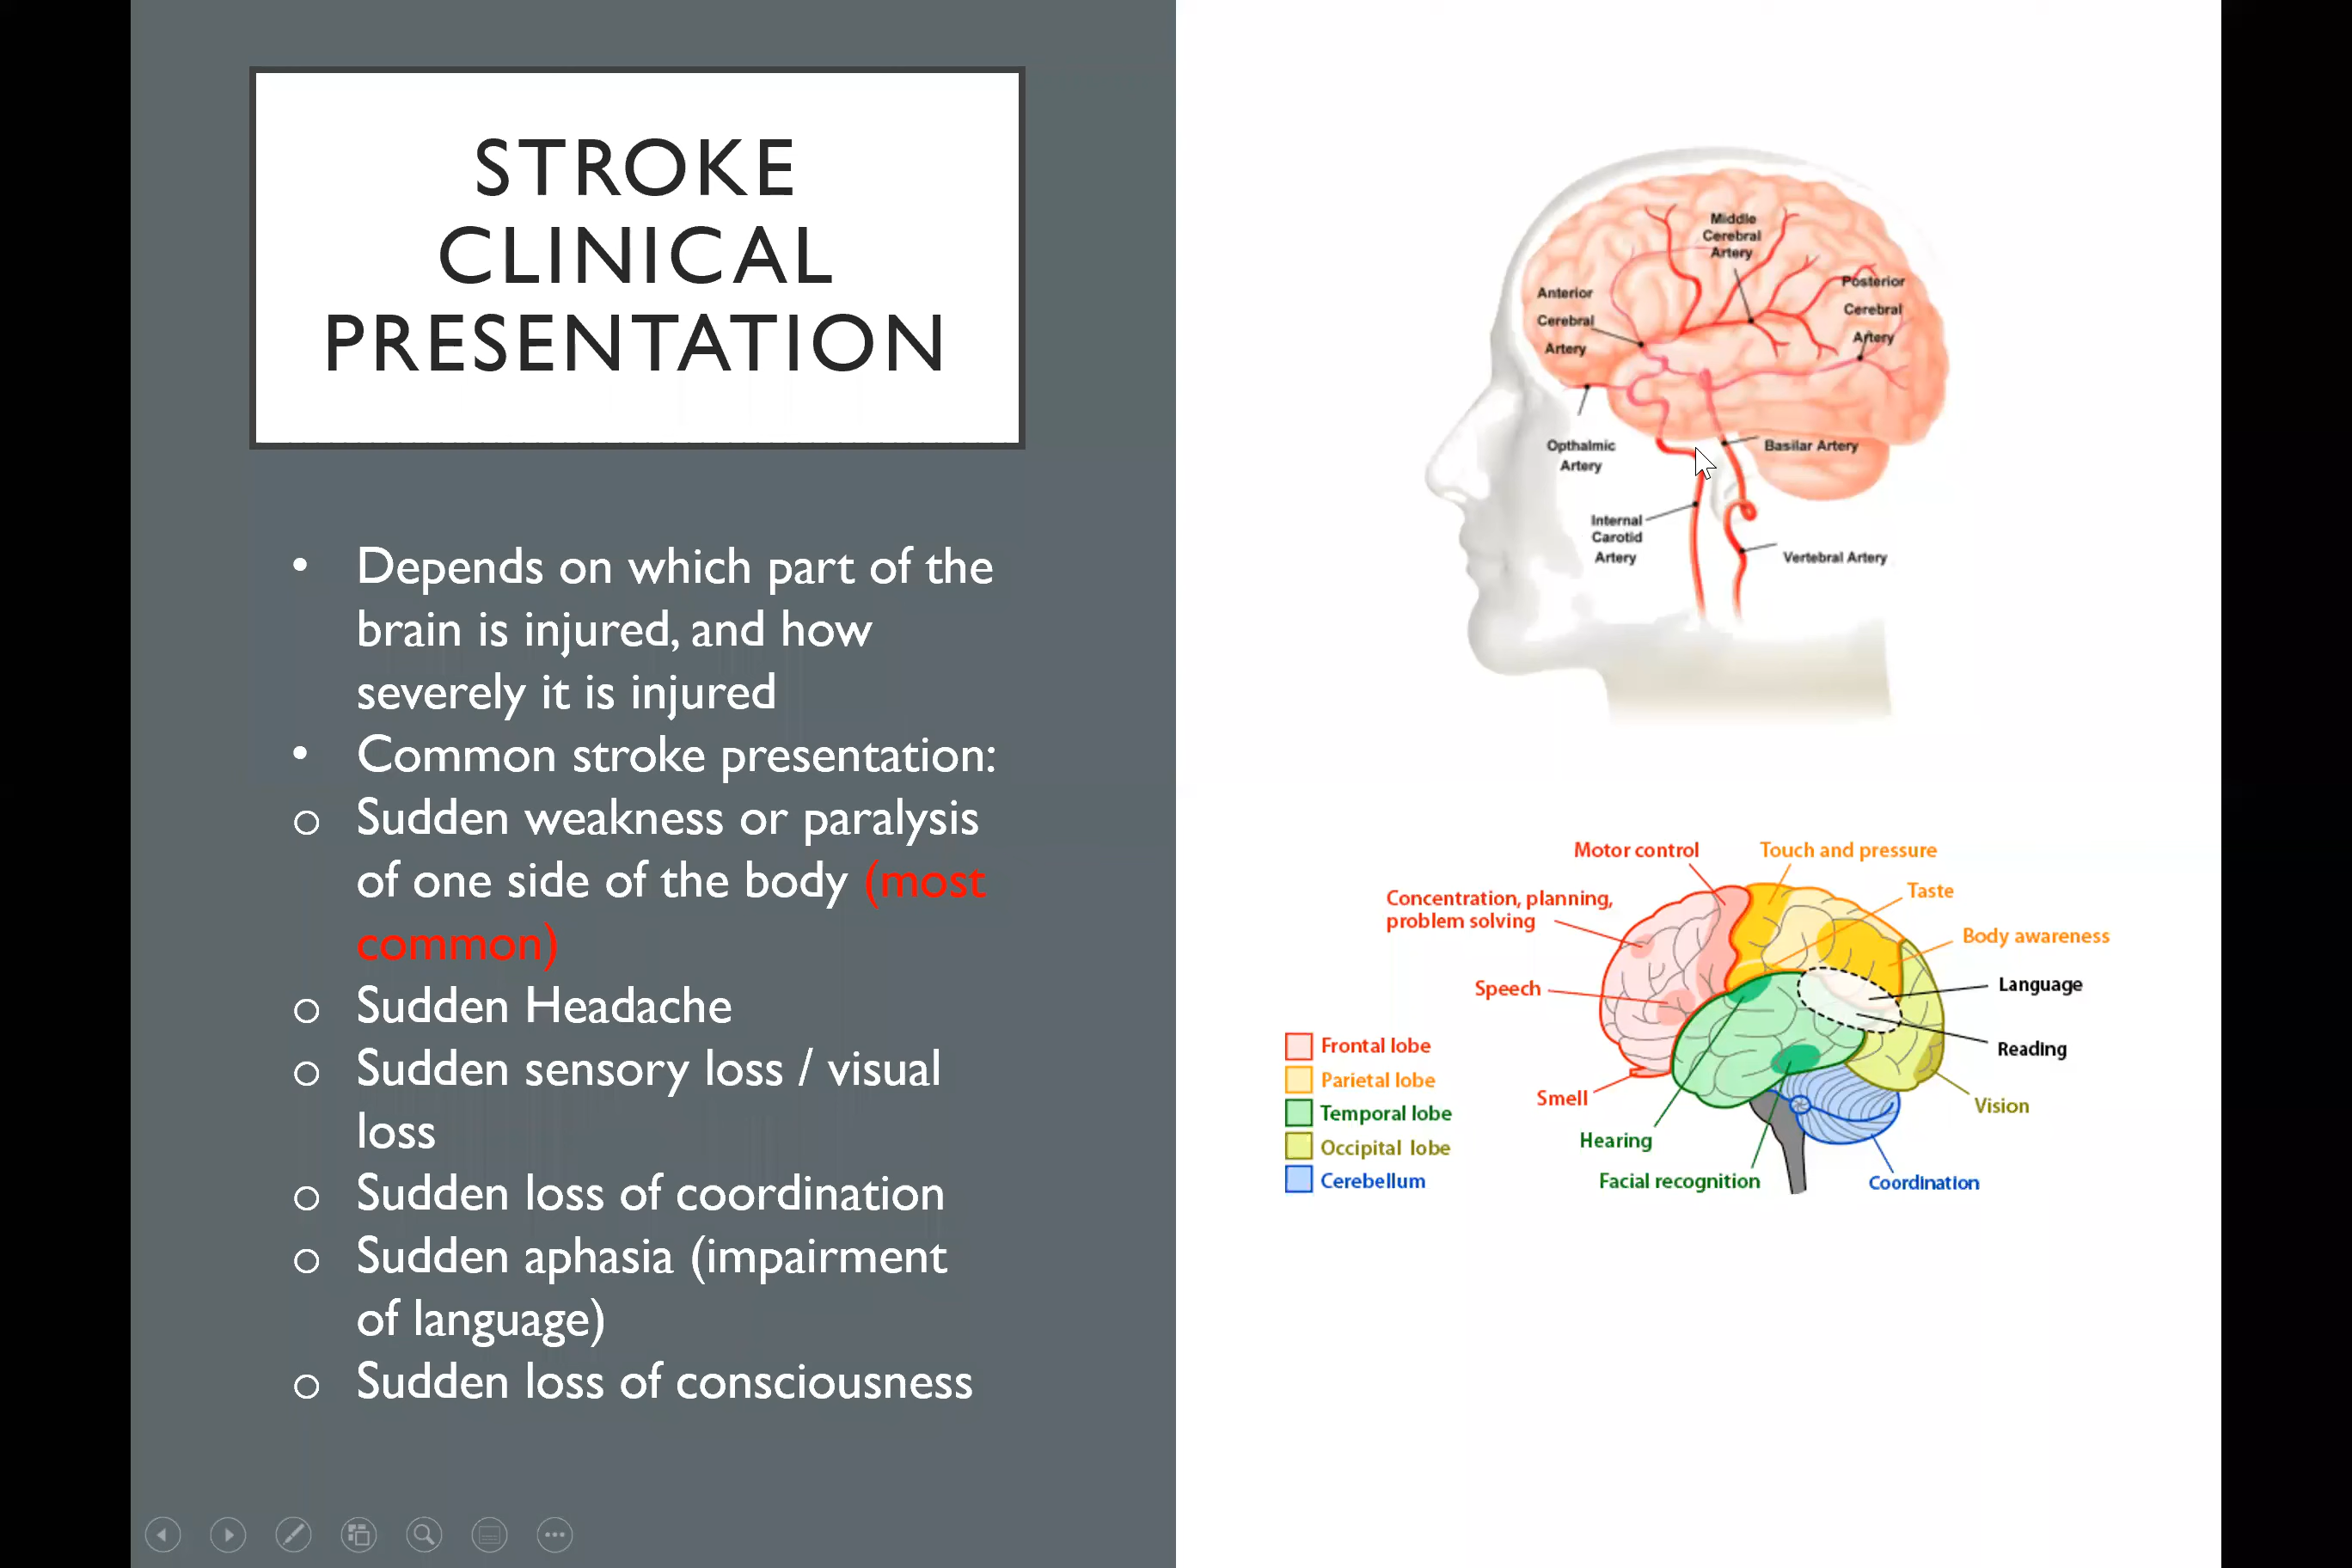 STROKE
CLINICAL
PRESENTATION
• Depends on which part of the
brain is injured, and how
severely it is injured
• Common stroke presentation:
o Sudden weakness or paralysis
of one side of the body (most
common)
o Sudden Headache
o Sudden sensory loss / visual
loss
o Sudden loss of coordination
o Sudden aphasia (impairment
of language)
o Sudden loss of consciousness
Middle
Cerebral
Artery
Anterior
Cerebral
Artery
Posterior
Cerebral
Artery
Opthalmic
Artery
Basilar Artery
Internal
Carotid
Artery
Vertebral Artery
Motor control
Touch and pressure
Concentration, planning,
problem solving
Taste
Body awareness
Speech
Language
Reading
Frontal lobe
Parietal lobe
Temporal lobe
Occipital lobe
Cerebellum
Smell
Vision
Hearing
Facial recognition
Coordination